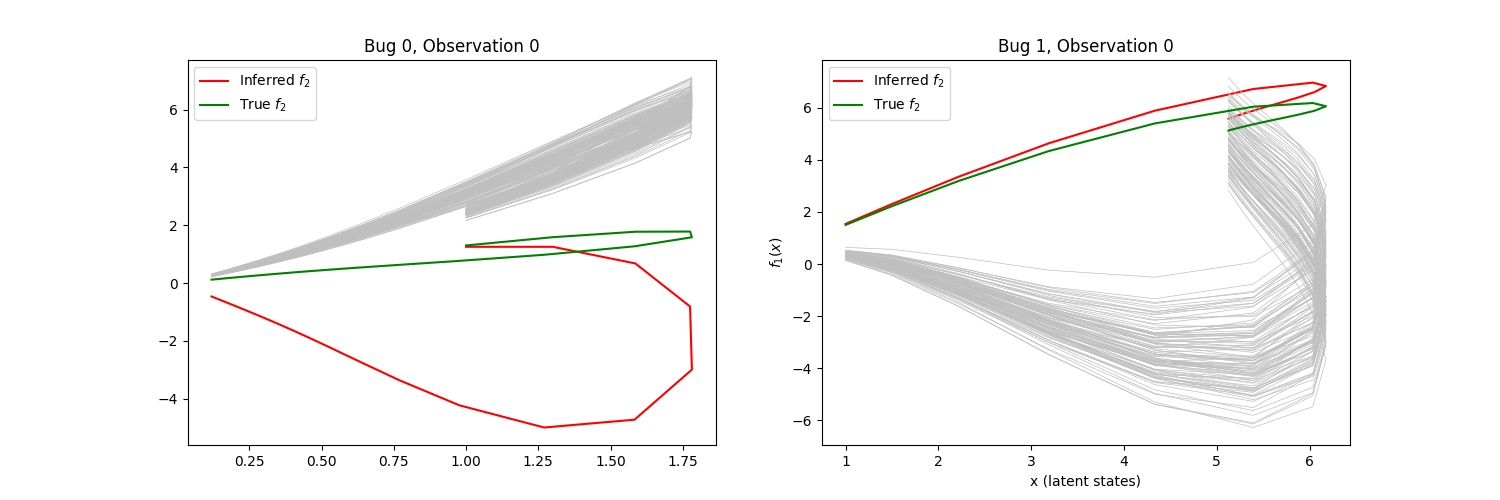 Bug 0, Observation 0
Inferred f₂
True f₂
6
4
2
0
−2
−4
0.25 0.50 0.75 1.00 1.25 1.50 1.75
Bug 1, Observation 0
Inferred f₂
True f₂
f₁(x)
6
4
2
0
−2
−4
−6
1 2 3 4 5 6
x (latent states)